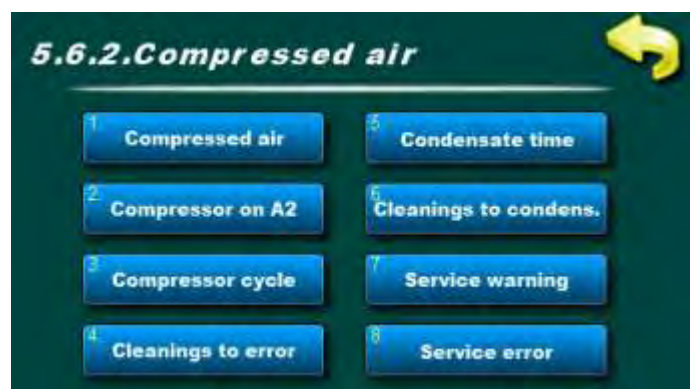 5.6.2.Compressed air
1 Compressed air
2 Compressor on A2
3 Compressor cycle
4 Cleanings to error
5 Condensate time
6 Cleanings to condens.
7 Service warning
8 Service error